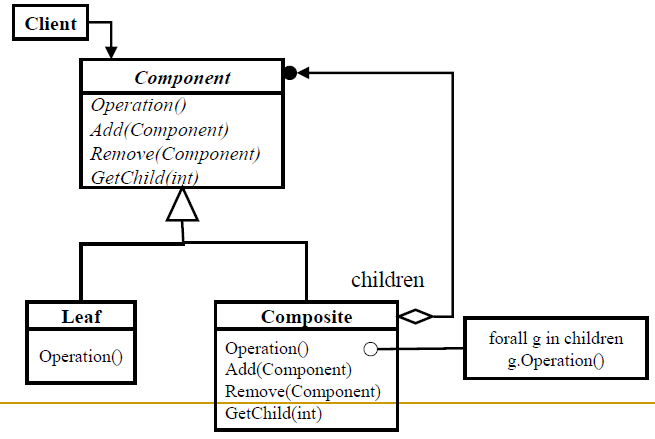 Client
Component
Operation()
Add(Component)
Remove(Component)
GetChild(int)
children
Leaf
Operation()
Composite
Operation()
Add(Component)
Remove(Component)
GetChild(int)
forall g in children
g.Operation()